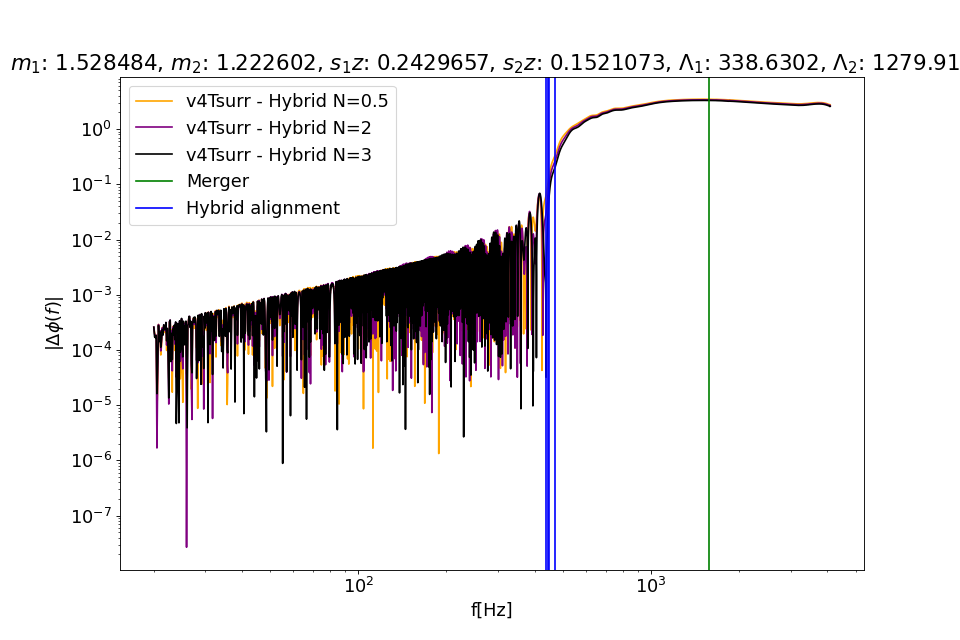 m₁: 1.528484, m₂: 1.222602, s₁z: 0.2429657, s₂z: 0.1521073, Λ₁: 338.6302, Λ₂: 1279.91
v4Tsurr - Hybrid N=0.5
v4Tsurr - Hybrid N=2
v4Tsurr - Hybrid N=3
Merger
Hybrid alignment
10⁰
10⁻¹
10⁻²
10⁻³
10⁻⁴
10⁻⁵
10⁻⁶
10⁻⁷
|Δϕ(f)|
10² 10³
f[Hz]